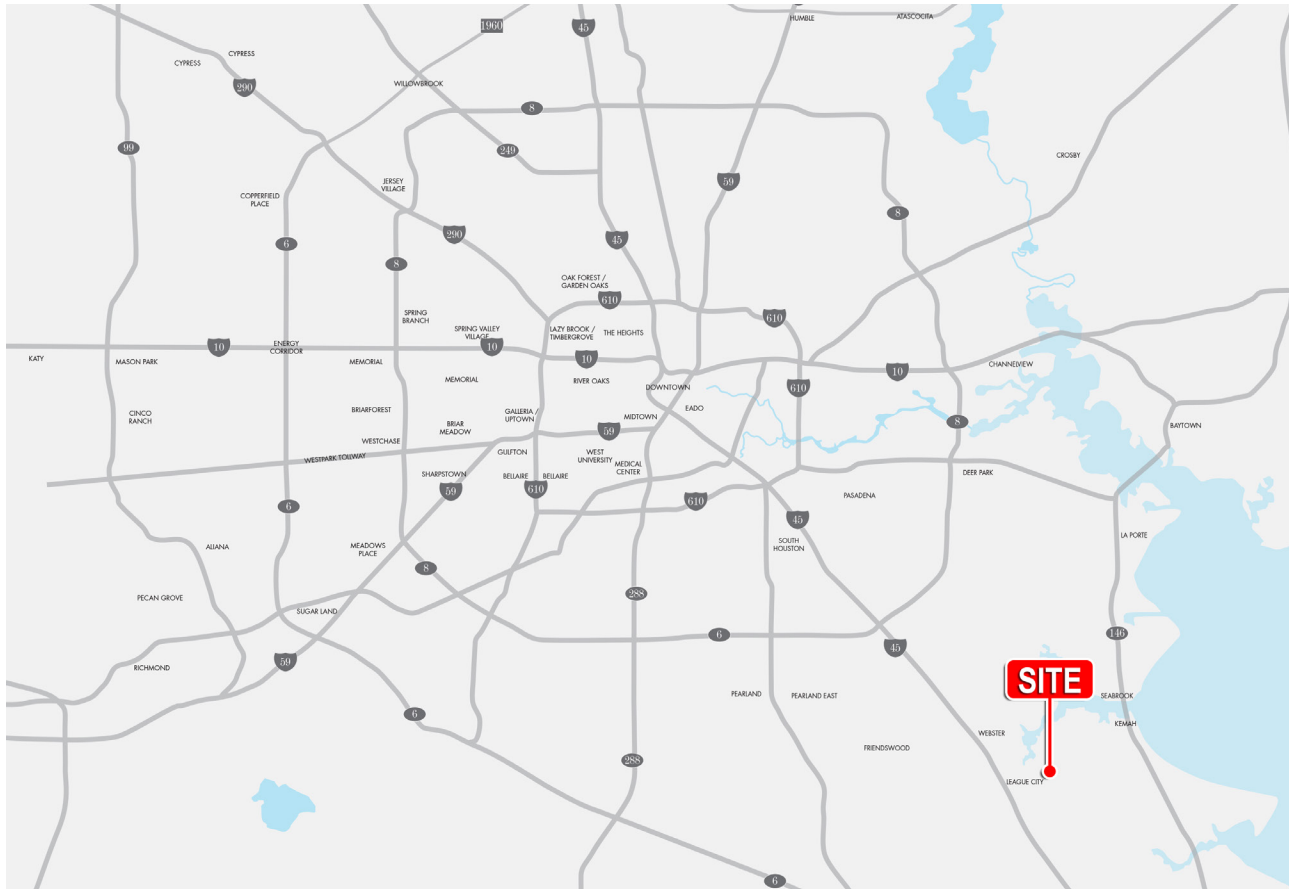 HUMBLE
ATASCOCITA
1960
45
CYPRESS
CYPRESS
290
WILLOWBROOK
8
99
249
CROSBY
59
JERSEY
VILLAGE
COPPERFIELD
PLACE
8
290
45
6
8
OAK FOREST /
GARDEN OAKS
610
SPRING
BRANCH
610
SPRING VALLEY
VILLAGE
LAZY BROOK /
TIMBERGROVE
THE HEIGHTS
10
ENERGY
CORRIDOR
10
KATY
MASON PARK
MEMORIAL
10
CHANNELVIEW
10
MEMORIAL
RIVER OAKS
DOWNTOWN
610
BRIARFOREST
EADO
CINCO
RANCH
GALLERIA /
UPTOWN
MIDTOWN
8
BRIAR
MEADOW
BAYTOWN
59
WESTCHASE
WESTPARK TOLLWAY
GULFTON
WEST
UNIVERSITY
MEDICAL
CENTER
SHARPSTOWN
BELLAIRE
BELLAIRE
DEER PARK
59
610
610
PASADENA
6
45
LA PORTE
ALIANA
MEADOWS
PLACE
SOUTH
HOUSTON
8
PECAN GROVE
288
SUGAR LAND
6
146
45
RICHMOND
59
SITE
PEARLAND
PEARLAND EAST
SEABROOK
6
KEMAH
WEBSTER
FRIENDSWOOD
288
LEAGUE CITY
6